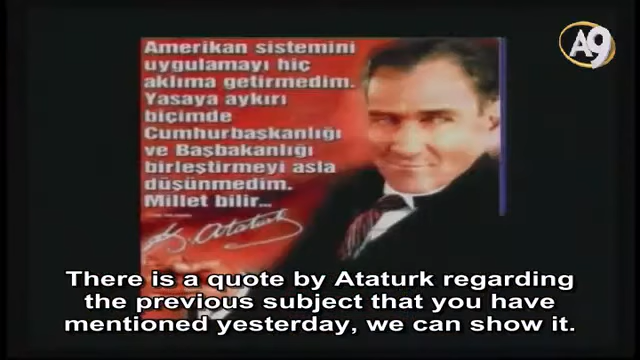 Amerikan sistemini
uygulamayı hiç
aklıma getirmedim.
Yasaya aykırı
biçimde
Cumhurbaşkanlığı
ve Başbakanlığı
birleştirmeyi asla
düşünmedim.
Millet bilir...
K. Atatürk
A9
There is a quote by Ataturk regarding
the previous subject that you have
mentioned yesterday, we can show it.